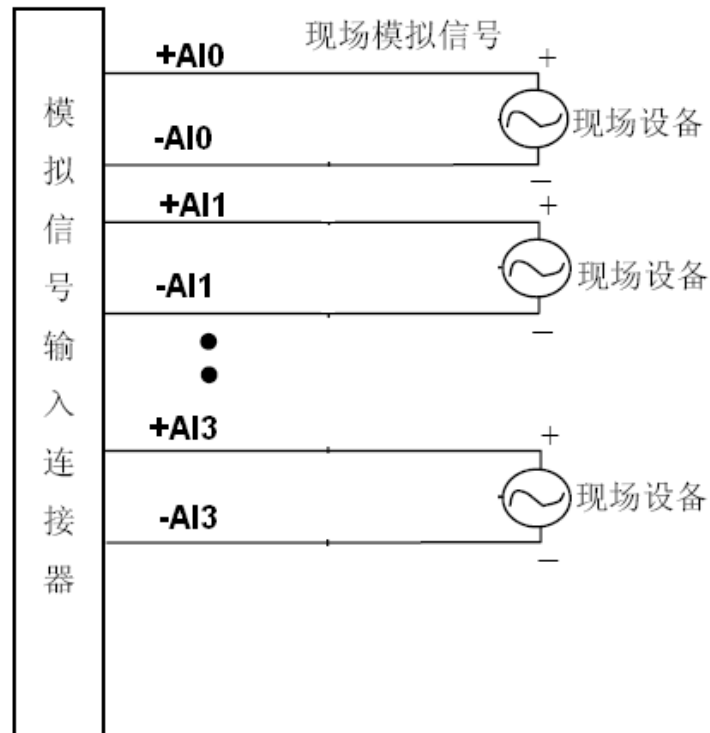 现场模拟信号
+AI0
+
现场设备
-AI0
−
+AI1
+
现场设备
-AI1
−
+AI3
+
现场设备
-AI3
−
模拟信号输入连接器